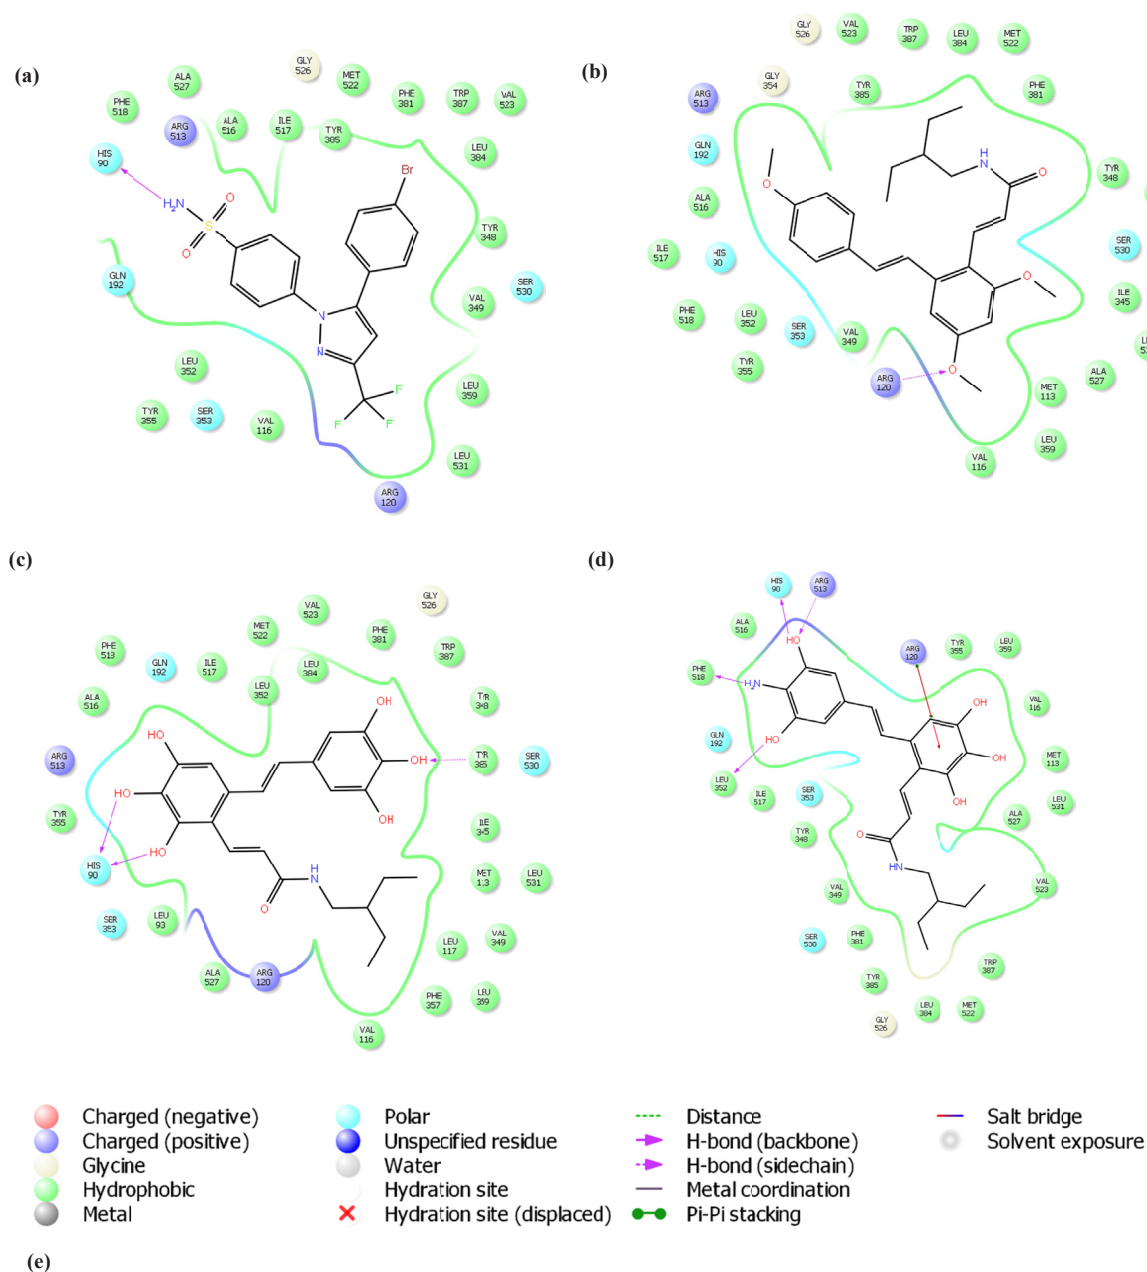 (a)
GLY
526
ALA
527
MET
522
PHE
381
TRP
387
VAL
523
PHE
518
ARG
513
ALA
516
ILE
517
TYR
385
LEU
384
HIS
90
H₂N
O
S
O
Br
TYR
348
GLN
192
SER
530
VAL
349
N
N
LEU
352
LEU
359
TYR
355
SER
353
VAL
116
F
F
F
LEU
531
ARG
120
(b)
GLY
526
VAL
523
TRP
387
LEU
384
MET
522
GLY
354
TYR
385
PHE
381
ARG
513
GLN
192
O
NH
O
TYR
348
ALA
516
ILE
517
HIS
90
SER
530
O
ILE
345
PHE
518
LEU
352
SER
353
VAL
349
TYR
355
ARG
120
O
ALA
527
MET
113
LEU
359
VAL
116
(c)
GLY
526
VAL
523
MET
522
PHE
381
PHE
GLN
192
ILE
517
LEU
384
TRP
387
ALA
516
LEU
352
OH
HO
ARG
513
OH
TYR
385
SER
530
HO
OH
TYR
355
HO
ILE
345
HIS
90
H
N
O
MET
LEU
531
SER
353
LEU
93
LEU
117
VAL
349
ALA
527
ARG
120
PHE
357
LEU
VAL
116
(d)
HIS
90
ARG
513
ALA
516
HO
ARG
120
TYR
355
LEU
359
PHE
518
H₂N
OH
VAL
116
GLN
192
HO
OH
MET
113
LEU
352
ILE
517
SER
353
OH
LEU
531
ALA
527
TYR
348
O
HN
VAL
349
VAL
523
SER
530
PHE
381
TYR
385
TRP
387
GLY
526
LEU
384
MET
522
Charged (negative)
Charged (positive)
Glycine
Hydrophobic
Metal
Polar
Unspecified residue
Water
Hydration site
Hydration site (displaced)
Distance
H-bond (backbone)
H-bond (sidechain)
Metal coordination
Pi-Pi stacking
Salt bridge
Solvent exposure
(e)